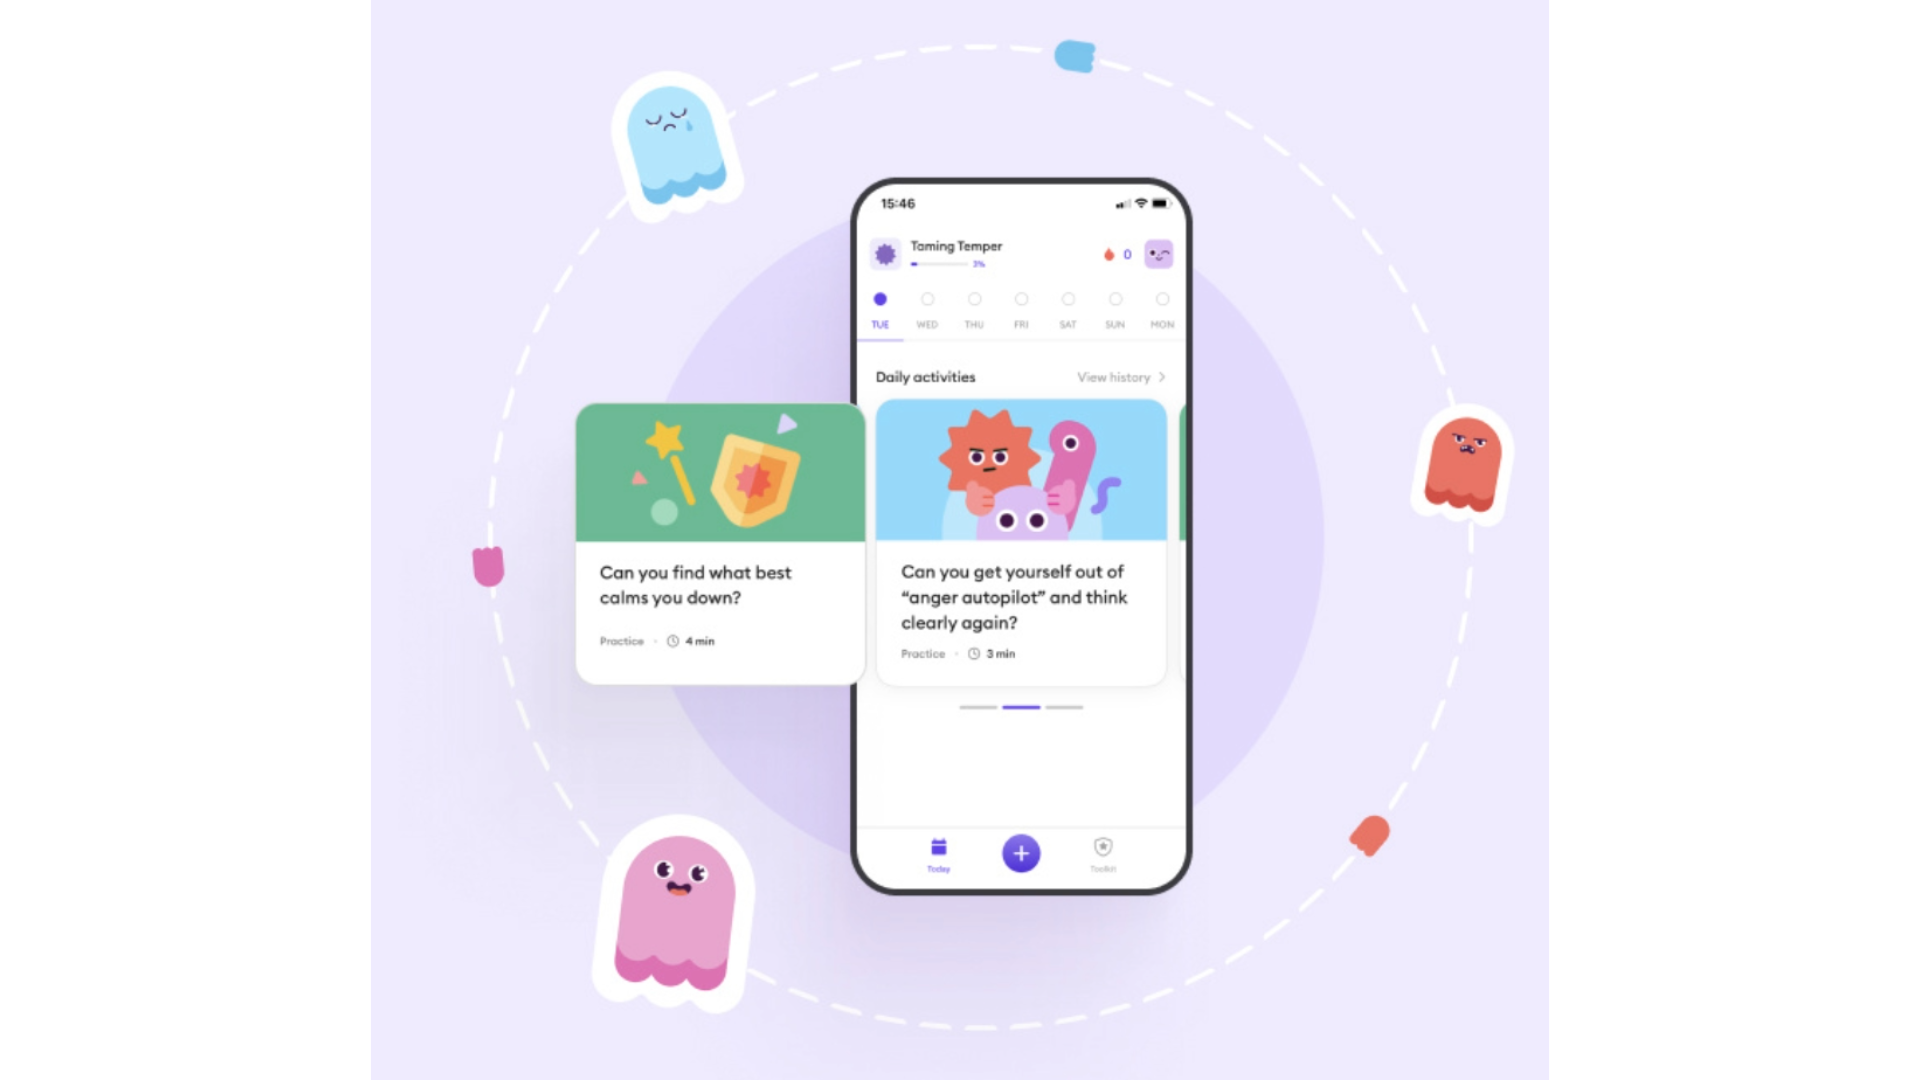 15:46
Taming Temper
3%
0
TUE WED THU FRI SAT SUN MON
Daily activities
View history
Can you find what best
calms you down?
Practice · 4 min
Can you get yourself out of
“anger autopilot” and think
clearly again?
Practice · 3 min
Today
Toolkit